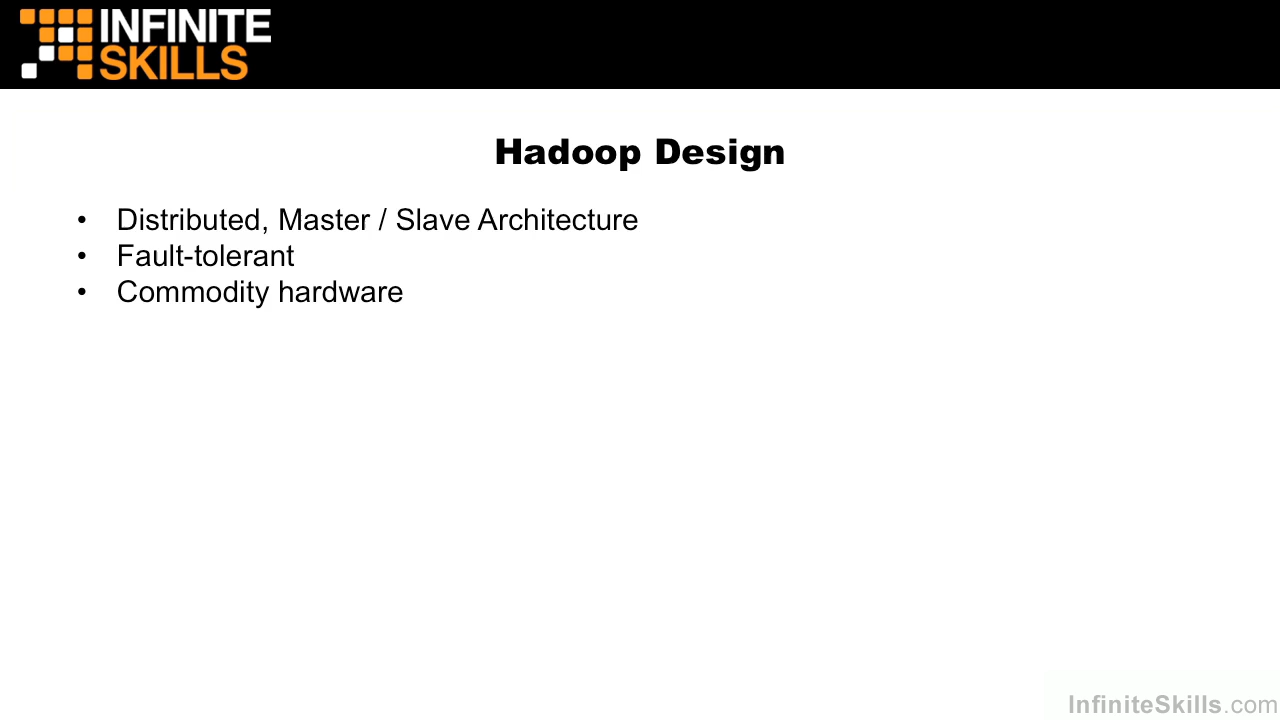 INFINITE
SKILLS
Hadoop Design
• Distributed, Master / Slave Architecture
• Fault-tolerant
• Commodity hardware
InfiniteSkills.com